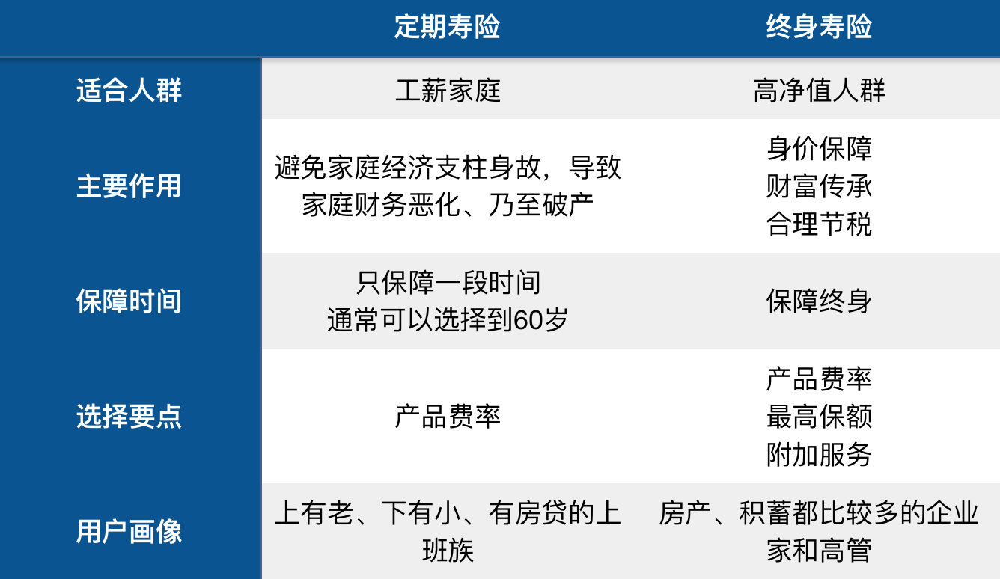 定期寿险 终身寿险
适合人群 工薪家庭 高净值人群
主要作用
避免家庭经济支柱身故，导致
家庭财务恶化、乃至破产
身价保障
财富传承
合理节税
保障时间
只保障一段时间
通常可以选择到60岁
保障终身
选择要点
产品费率
产品费率
最高保额
附加服务
用户画像
上有老、下有小、有房贷的上
班族
房产、积蓄都比较多的企业
家和高管